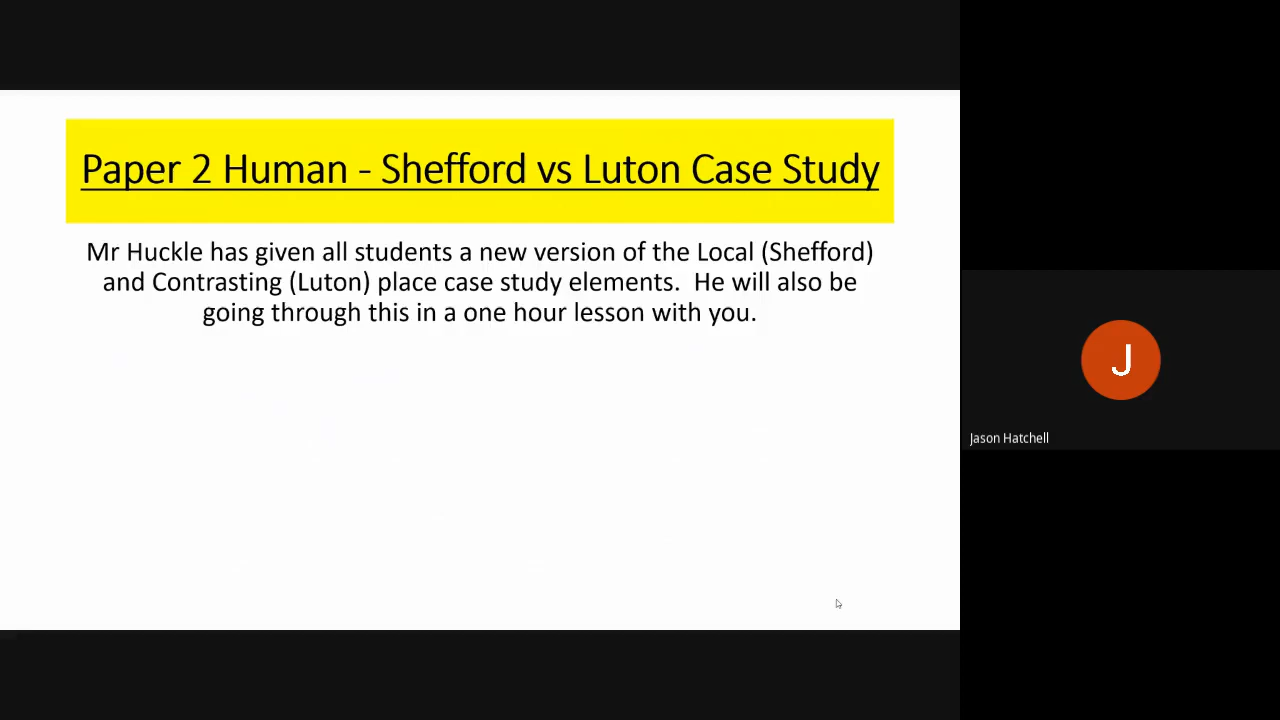 Paper 2 Human - Shefford vs Luton Case Study
Mr Huckle has given all students a new version of the Local (Shefford)
and Contrasting (Luton) place case study elements.  He will also be
going through this in a one hour lesson with you.
J
Jason Hatchell